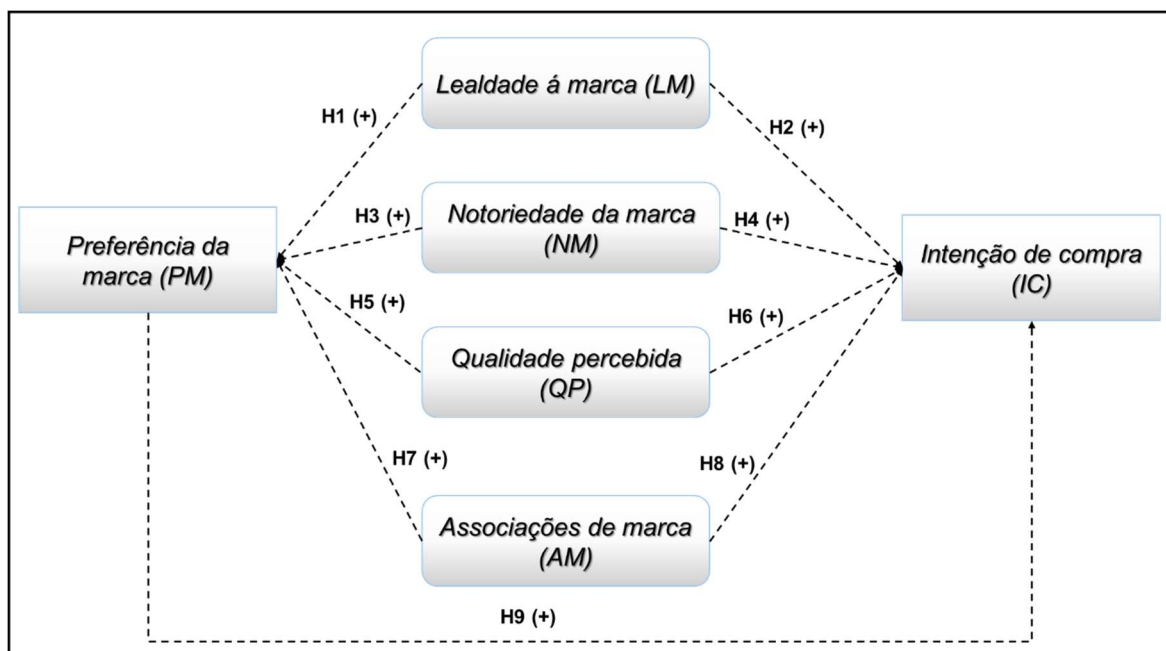 Lealdade á marca (LM)
H1 (+)
H2 (+)
Notoriedade da marca
(NM)
H3 (+)
H4 (+)
Preferência da
marca (PM)
Intenção de compra
(IC)
H5 (+)
H6 (+)
Qualidade percebida
(QP)
H7 (+)
H8 (+)
Associações de marca
(AM)
H9 (+)